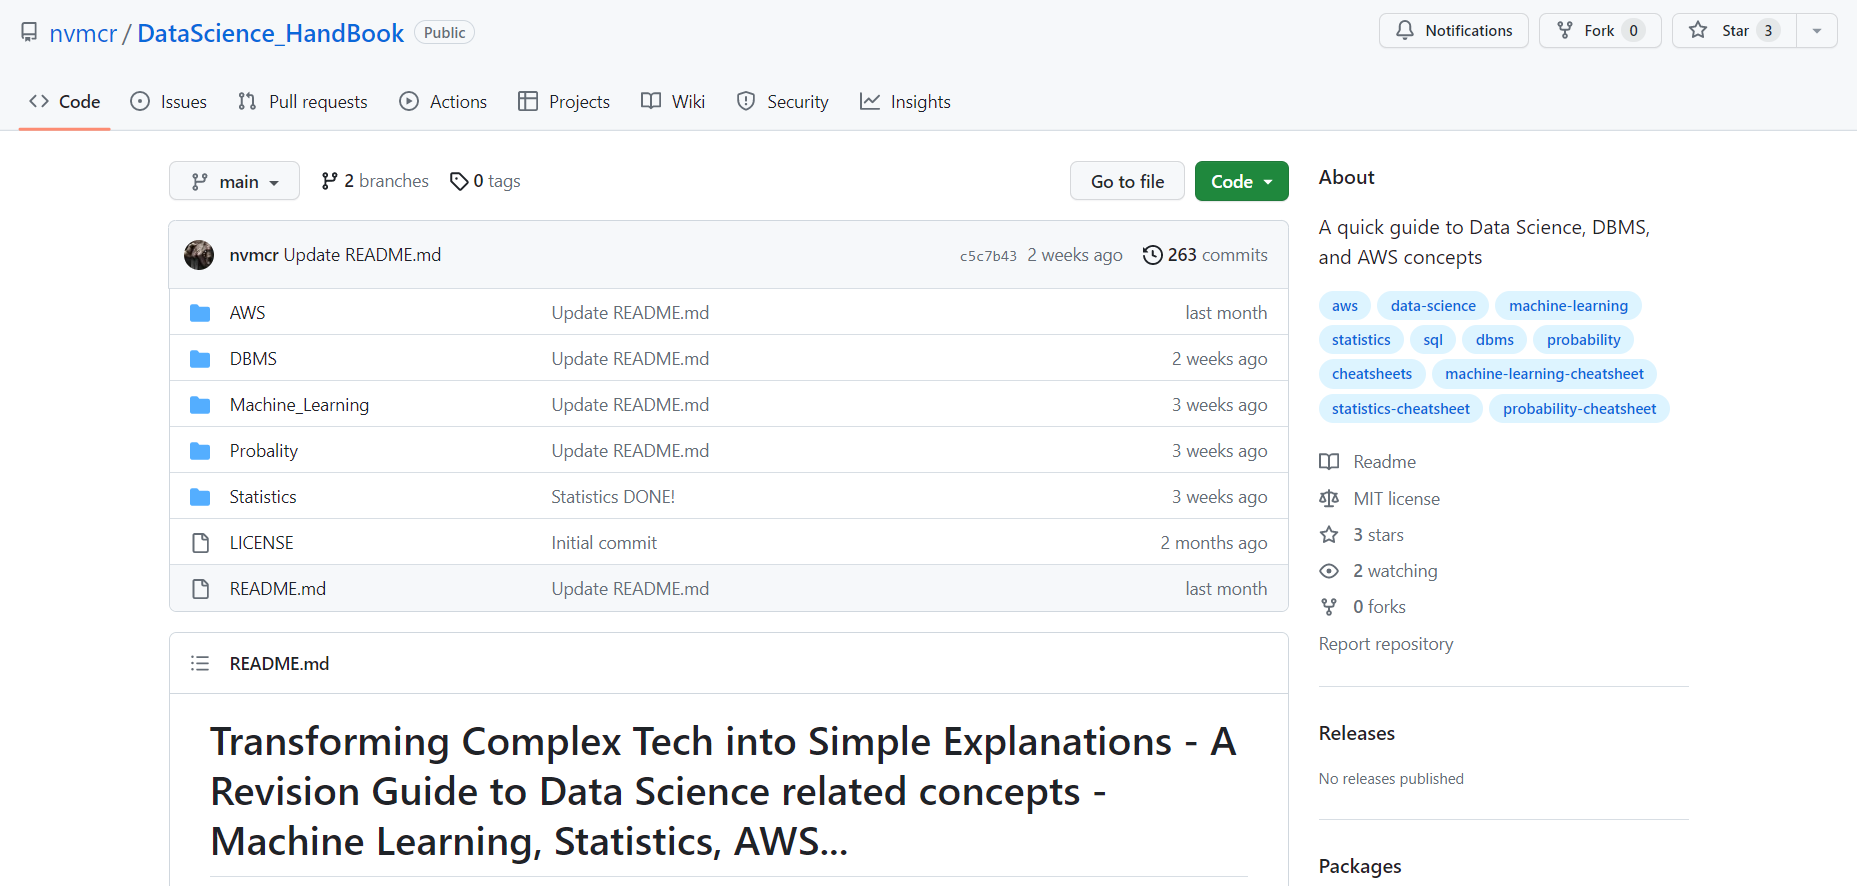 nvmcr / DataScience_HandBook Public
Notifications Fork 0 Star 3
Code Issues Pull requests Actions Projects Wiki Security Insights
main 2 branches 0 tags Go to file Code
nvmcr Update README.md c5c7b43 2 weeks ago 263 commits
AWS Update README.md last month
DBMS Update README.md 2 weeks ago
Machine_Learning Update README.md 3 weeks ago
Probality Update README.md 3 weeks ago
Statistics Statistics DONE! 3 weeks ago
LICENSE Initial commit 2 months ago
README.md Update README.md last month
README.md
Transforming Complex Tech into Simple Explanations - A
Revision Guide to Data Science related concepts -
Machine Learning, Statistics, AWS...
About
A quick guide to Data Science, DBMS,
and AWS concepts
aws data-science machine-learning
statistics sql dbms probability
cheatsheets machine-learning-cheatsheet
statistics-cheatsheet probability-cheatsheet
Readme
MIT license
3 stars
2 watching
0 forks
Report repository
Releases
No releases published
Packages